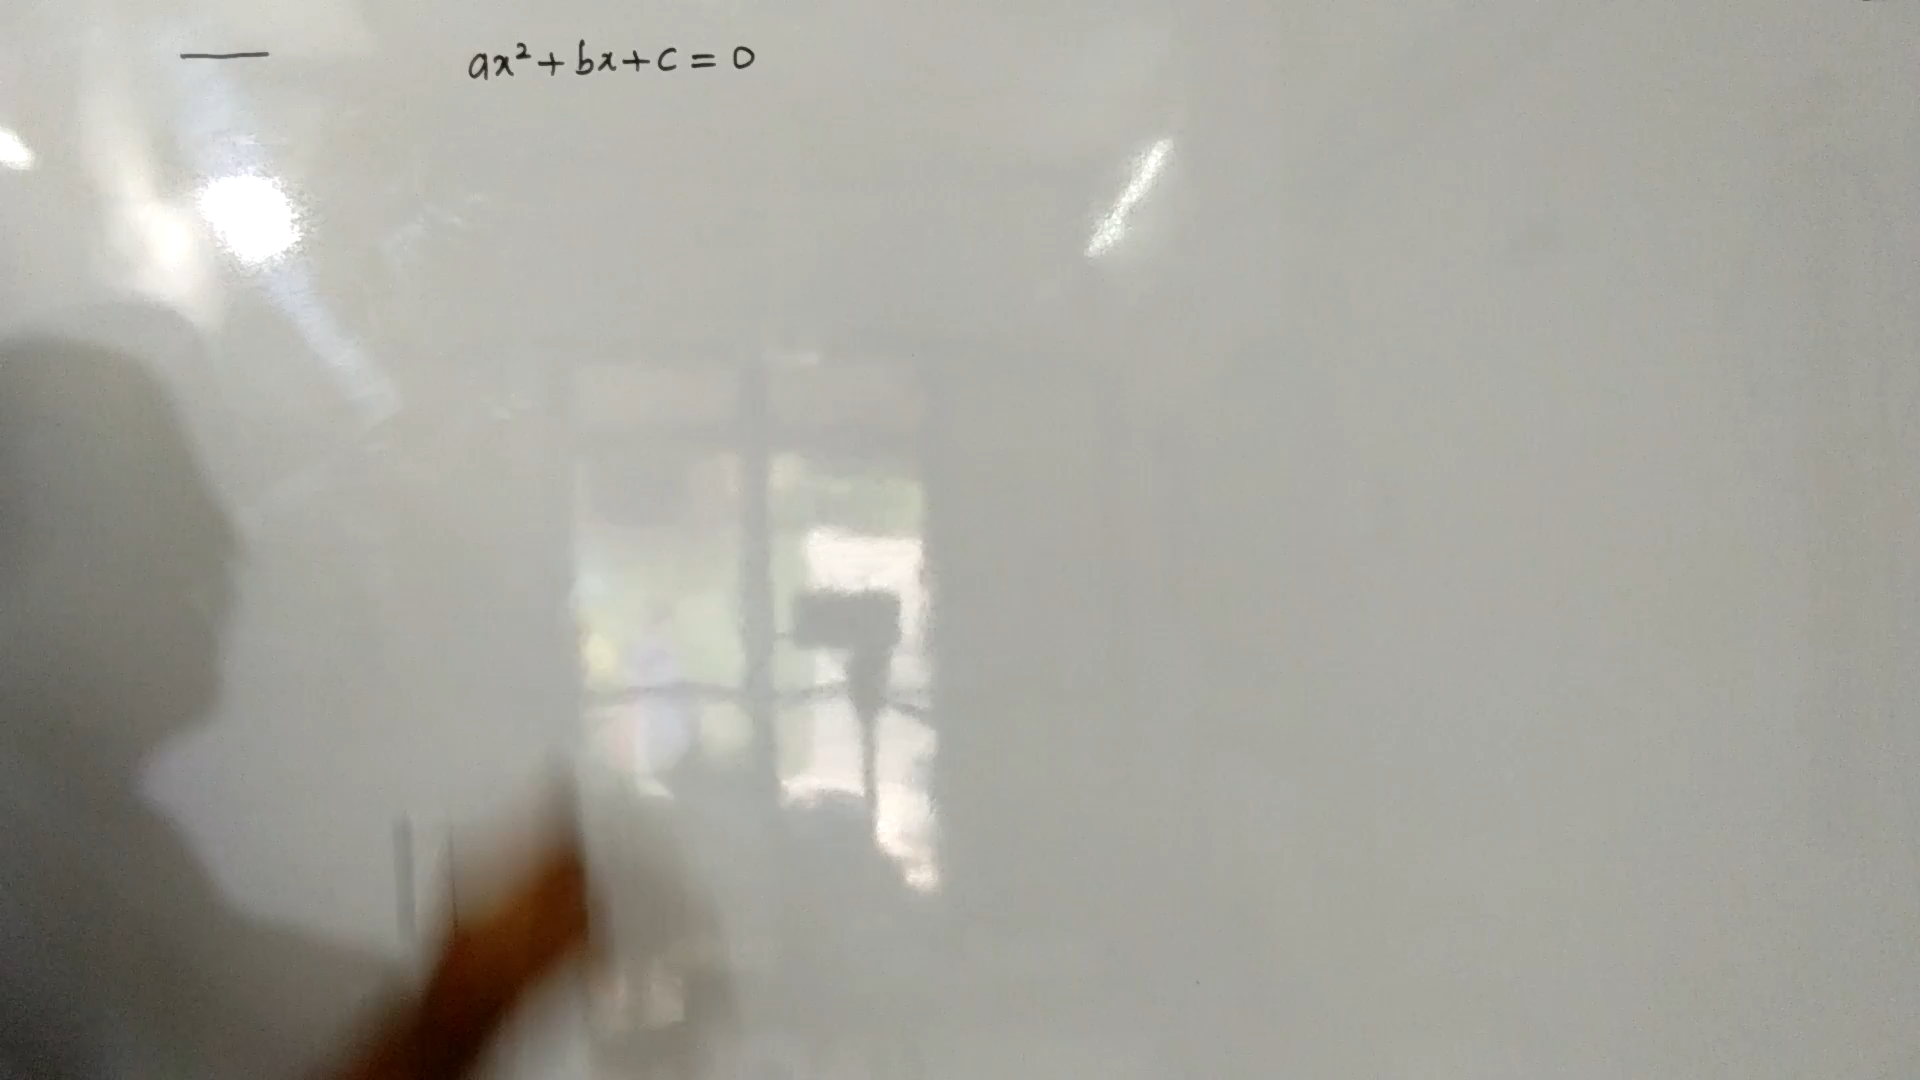 ax² + bx + c = 0